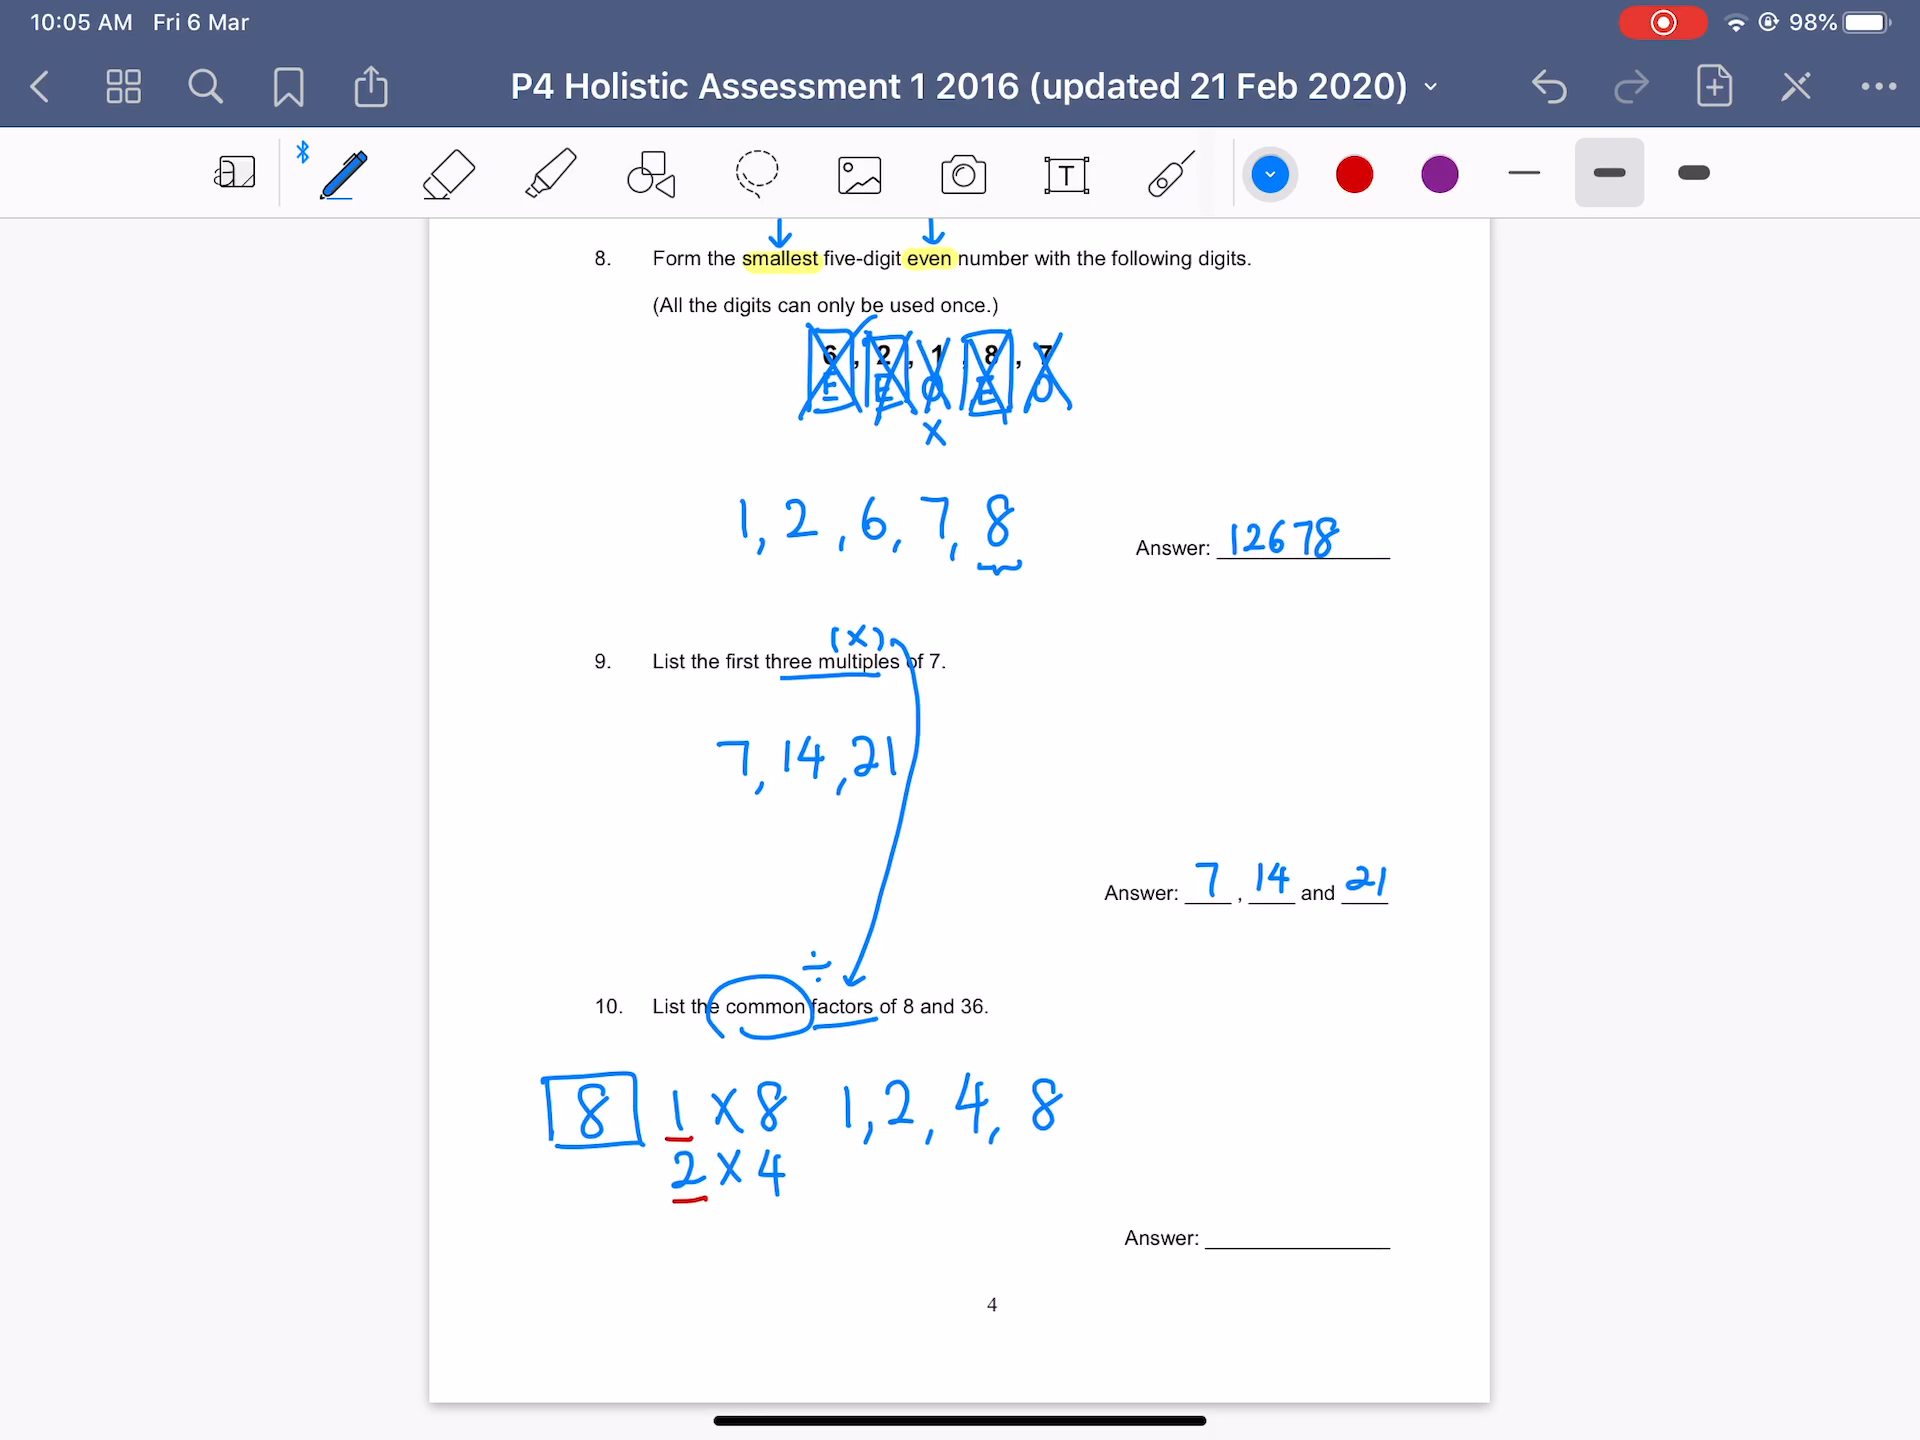 10:05 AM Fri 6 Mar 98%
P4 Holistic Assessment 1 2016 (updated 21 Feb 2020)
8. Form the smallest five-digit even number with the following digits.
(All the digits can only be used once.)
6, 2, 1, 8, 7
E E O E O
X
1, 2, 6, 7, 8
Answer: 12678
(x)
9. List the first three multiples of 7.
7, 14, 21
Answer: 7, 14 and 21
÷
10. List the common factors of 8 and 36.
8 1 x 8 1, 2, 4, 8
2 x 4
Answer:
4